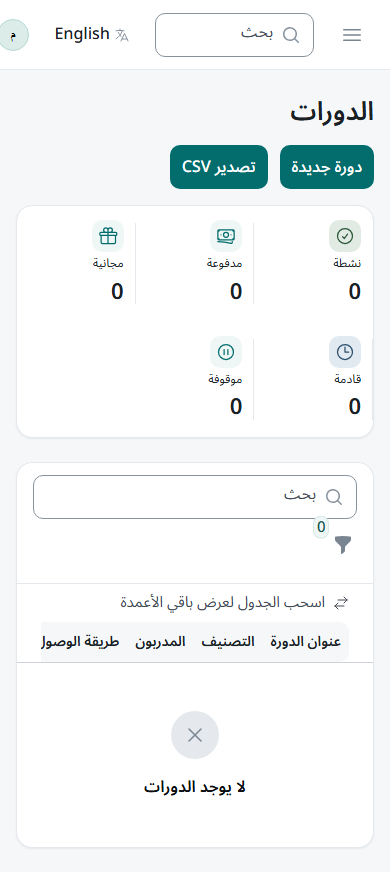 بحث
English
م
الدورات
دورة جديدة
تصدير CSV
نشطة
0
مدفوعة
0
مجانية
0
قادمة
0
موقوفة
0
بحث
0
اسحب الجدول لعرض باقي الأعمدة
عنوان الدورة التصنيف المدربون طريقة الوصول
لا يوجد الدورات